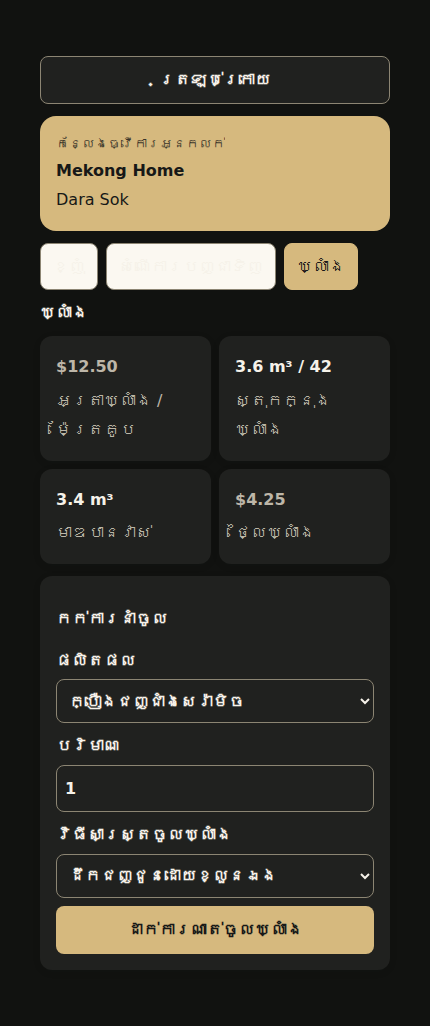 ត្រឡប់ក្រោយ
កន្លែងធ្វើការអ្នកលក់
Mekong Home
Dara Sok
ឃ្លាំង
ឃ្លាំង
$12.50
អត្រាឃ្លាំង /
ម៉ែត្រគូប
3.6 m³ / 42
ស្តុកក្នុង
ឃ្លាំង
3.4 m³
មាឌបានវាស់
$4.25
ថ្លៃឃ្លាំង
កក់ការនាំចូល
ផលិតផល
ក្បឿងជញ្ជាំងសេរ៉ាមិច
បរិមាណ
1
វិធីសាស្ត្រចូលឃ្លាំង
ដឹកជញ្ជូនដោយខ្លួនឯង
ដាក់ការណាត់ចូលឃ្លាំង